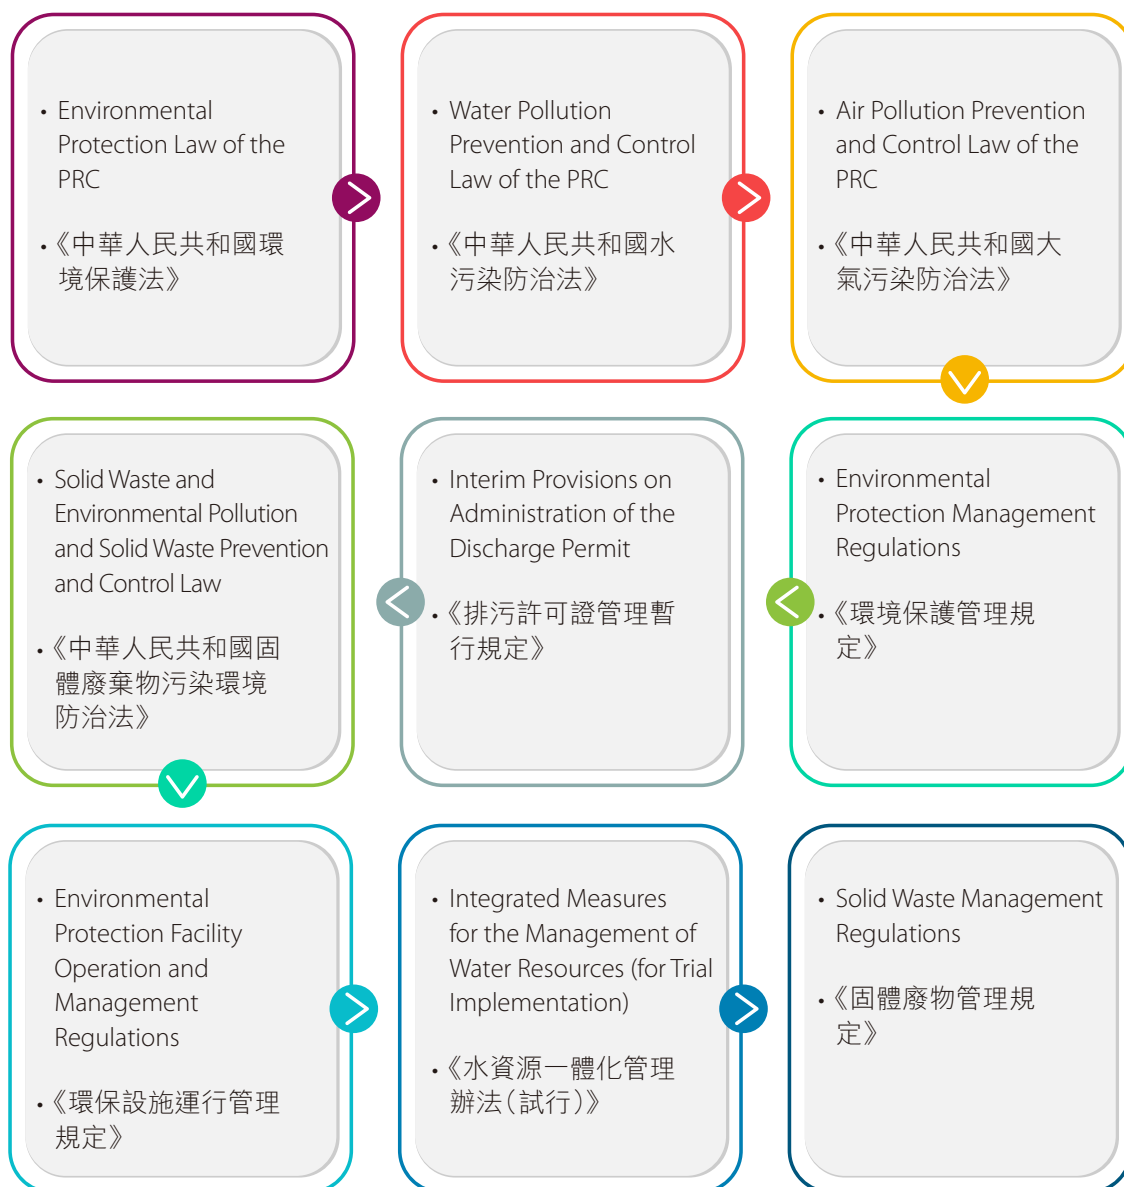 • Environmental
Protection Law of the
PRC
•《中華人民共和國環
境保護法》
• Water Pollution
Prevention and Control
Law of the PRC
•《中華人民共和國水
污染防治法》
• Air Pollution Prevention
and Control Law of the
PRC
•《中華人民共和國大
氣污染防治法》
• Environmental
Protection Management
Regulations
•《環境保護管理規
定》
• Interim Provisions on
Administration of the
Discharge Permit
•《排污許可證管理暫
行規定》
• Solid Waste and
Environmental Pollution
and Solid Waste Prevention
and Control Law
•《中華人民共和國固
體廢棄物污染環境
防治法》
• Environmental
Protection Facility
Operation and
Management
Regulations
•《環保設施運行管理
規定》
• Integrated Measures
for the Management of
Water Resources (for Trial
Implementation)
•《水資源一體化管理
辦法(試行)》
• Solid Waste Management
Regulations
•《固體廢物管理規
定》